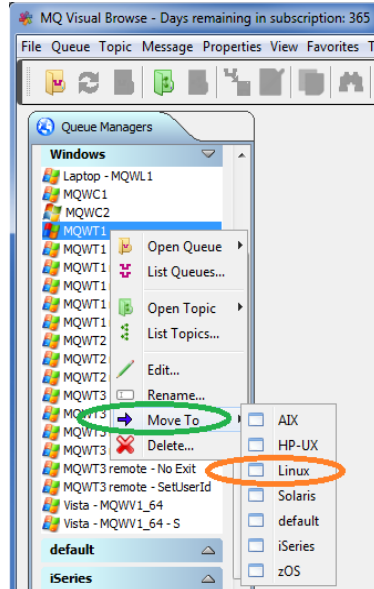 MQ Visual Browse - Days remaining in subscription: 365
File Queue Topic Message Properties View Favorites T
Queue Managers
Windows
Laptop - MQWL1
MQWC1
MQWC2
MQWT1
MQWT1
MQWT1
MQWT1
MQWT1
MQWT1
MQWT2
MQWT2
MQWT2
MQWT3
MQWT3
MQWT3
MQWT3
MQWT3 remote - No Exit
MQWT3 remote - SetUserId
Vista - MQWV1_64
Vista - MQWV1_64 - S
default
iSeries
Open Queue
List Queues...
Open Topic
List Topics...
Edit...
Rename...
Move To
Delete...
AIX
HP-UX
Linux
Solaris
default
iSeries
zOS